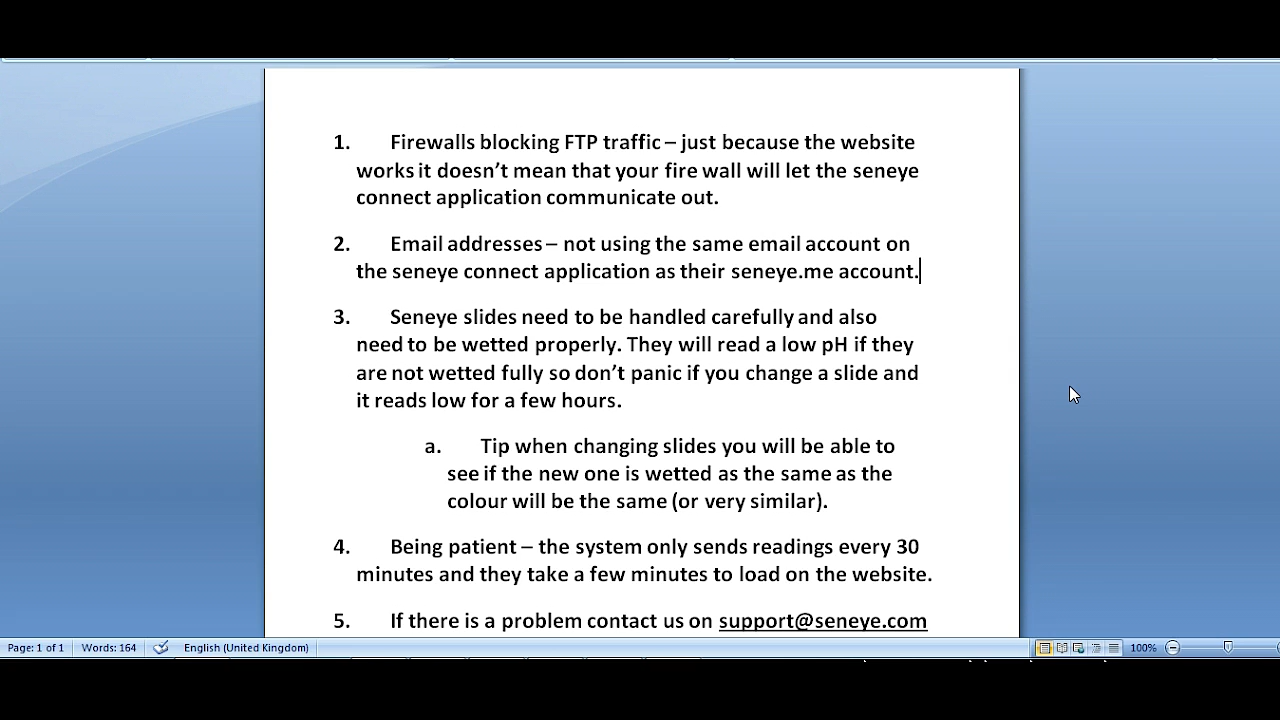 1. Firewalls blocking FTP traffic – just because the website
works it doesn’t mean that your fire wall will let the seneye
connect application communicate out.
2. Email addresses – not using the same email account on
the seneye connect application as their seneye.me account.
3. Seneye slides need to be handled carefully and also
need to be wetted properly. They will read a low pH if they
are not wetted fully so don’t panic if you change a slide and
it reads low for a few hours.
a. Tip when changing slides you will be able to
see if the new one is wetted as the same as the
colour will be the same (or very similar).
4. Being patient – the system only sends readings every 30
minutes and they take a few minutes to load on the website.
5. If there is a problem contact us on support@seneye.com
Page: 1 of 1 Words: 164 English (United Kingdom) 100%